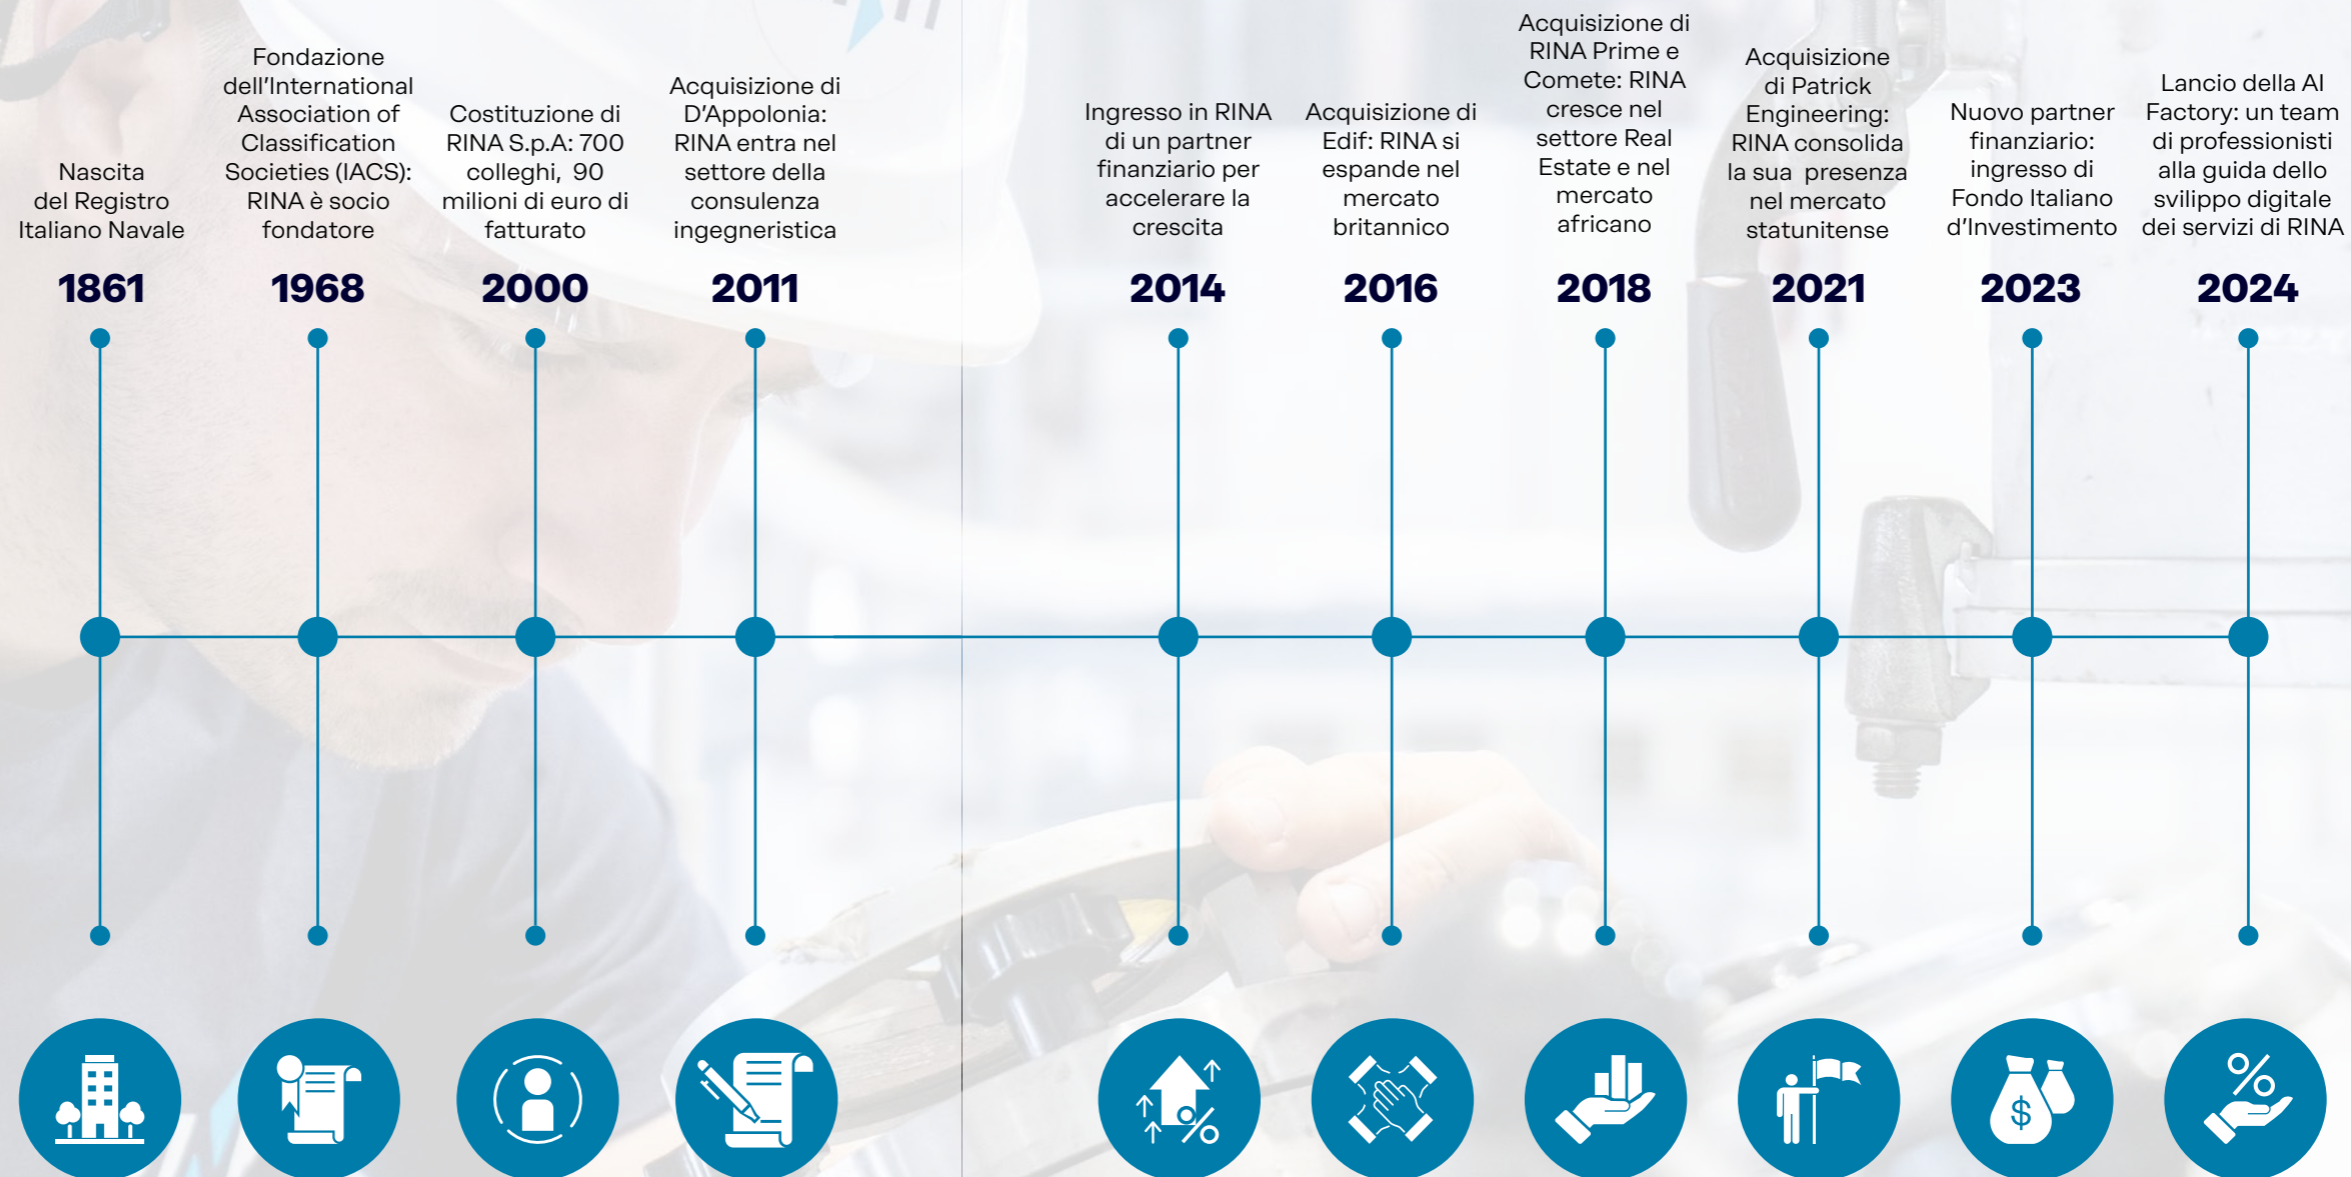 Nascita
del Registro
Italiano Navale
1861
Fondazione
dell'International
Association of
Classification
Societies (IACS):
RINA è socio
fondatore
1968
Costituzione di
RINA S.p.A: 700
colleghi, 90
milioni di euro di
fatturato
2000
Acquisizione di
D'Appolonia:
RINA entra nel
settore della
consulenza
ingegneristica
2011
Ingresso in RINA
di un partner
finanziario per
accelerare la
crescita
2014
Acquisizione di
Edif: RINA si
espande nel
mercato
britannico
2016
Acquisizione di
RINA Prime e
Comete: RINA
cresce nel
settore Real
Estate e nel
mercato
africano
2018
Acquisizione
di Patrick
Engineering:
RINA consolida
la sua presenza
nel mercato
statunitense
2021
Nuovo partner
finanziario:
ingresso di
Fondo Italiano
d'Investimento
2023
Lancio della AI
Factory: un team
di professionisti
alla guida dello
sviluppo digitale
dei servizi di RINA
2024
%
$
%